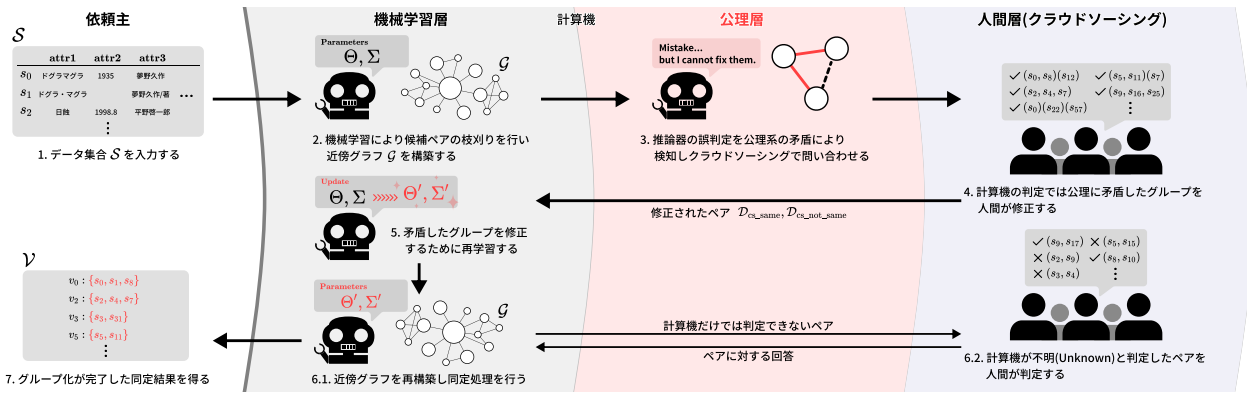 依頼主
機械学習層
計算機
公理層
人間層(クラウドソーシング)
S
attr1 attr2 attr3
s0 ドグラマグラ 1935 夢野久作
s1 ドグラ・マグラ 夢野久作/著 …
s2 日蝕 1998.8 平野啓一郎
⋮
1. データ集合 S を入力する
Parameters
Θ, Σ
G
2. 機械学習により候補ペアの枝刈りを行い
近傍グラフ G を構築する
Mistake...
but I cannot fix them.
3. 推論器の誤判定を公理系の矛盾により
検知しクラウドソーシングで問い合わせる
✓ (s0, s8)(s12) ✓ (s5, s11)(s7)
✓ (s2, s4, s7) ✓ (s9, s16, s25)
✓ (s0)(s22)(s57) ⋮
4. 計算機の判定では公理に矛盾したグループを
人間が修正する
修正されたペア D_cs_same, D_cs_not_same
Update
Θ, Σ »»» Θ′, Σ′
5. 矛盾したグループを修正
するために再学習する
Parameters
Θ′, Σ′
G
6.1. 近傍グラフを再構築し同定処理を行う
計算機だけでは判定できないペア
ペアに対する回答
✓ (s9, s17) ✕ (s5, s15)
✕ (s2, s9) ✓ (s8, s10)
✕ (s3, s4) ⋮
6.2. 計算機が不明(Unknown)と判定したペアを
人間が判定する
V
v0 : {s0, s1, s8}
v2 : {s2, s4, s7}
v3 : {s3, s31}
v5 : {s5, s11}
⋮
7. グループ化が完了した同定結果を得る